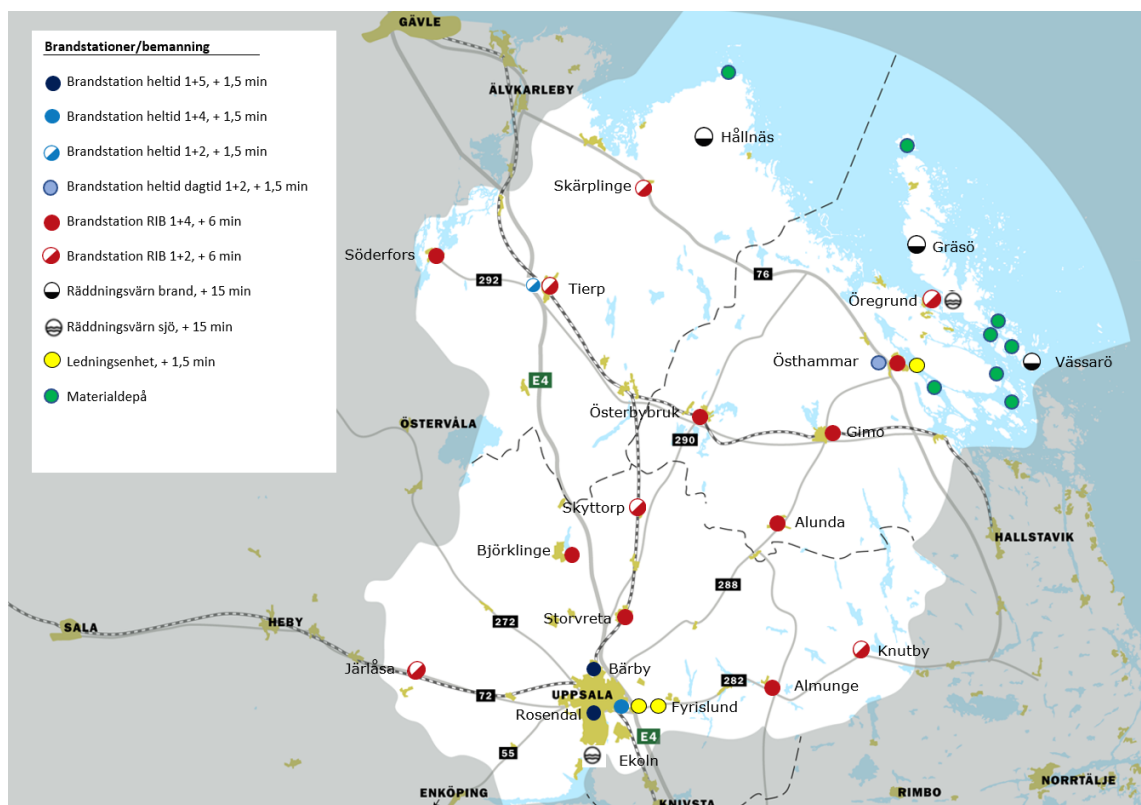 Brandstationer/bemanning
Brandstation heltid 1+5, + 1,5 min
Brandstation heltid 1+4, + 1,5 min
Brandstation heltid 1+2, + 1,5 min
Brandstation heltid dagtid 1+2, + 1,5 min
Brandstation RIB 1+4, + 6 min
Brandstation RIB 1+2, + 6 min
Räddningsvärn brand, + 15 min
Räddningsvärn sjö, + 15 min
Ledningsenhet, + 1,5 min
Materialdepå
GÄVLE
ÄLVKARLEBY
Hållnäs
Skärplinge
Söderfors
Gräsö
76
292
Tierp
Öregrund
Östhammar
Vässarö
E4
Österbybruk
ÖSTERVÅLA
290
Gimo
Skyttorp
Alunda
HALLSTAVIK
Björklinge
288
Storvreta
272
SALA
HEBY
Knutby
Järlåsa
Bärby
282
Almunge
72
UPPSALA
Fyrislund
Rosendal
E4
55
Ekoln
ENKÖPING
KNIVSTA
RIMBO
NORRTÄLJE